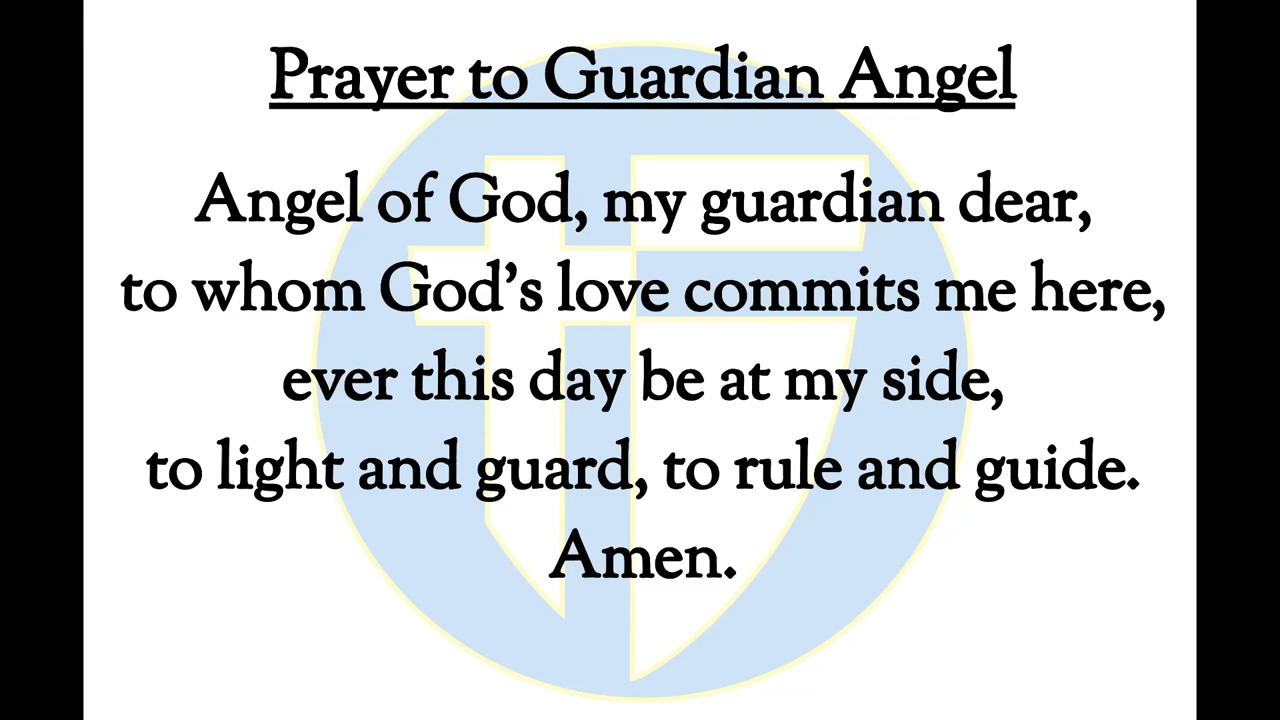 Prayer to Guardian Angel
Angel of God, my guardian dear,
to whom God’s love commits me here,
ever this day be at my side,
to light and guard, to rule and guide.
Amen.